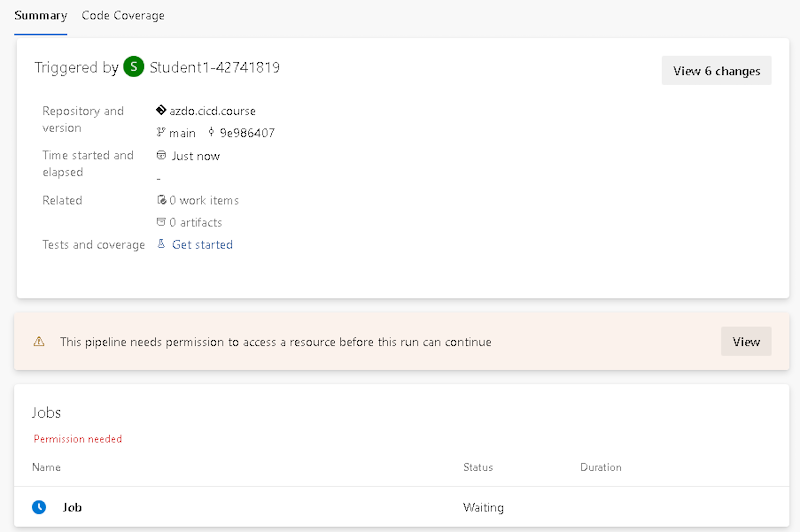 Summary Code Coverage
Triggered by S Student1-42741819
View 6 changes
Repository and version
azdo.cicd.course
main 9e986407
Time started and elapsed
Just now
-
Related
0 work items
0 artifacts
Tests and coverage
Get started
This pipeline needs permission to access a resource before this run can continue
View
Jobs
Permission needed
Name Status Duration
Job Waiting